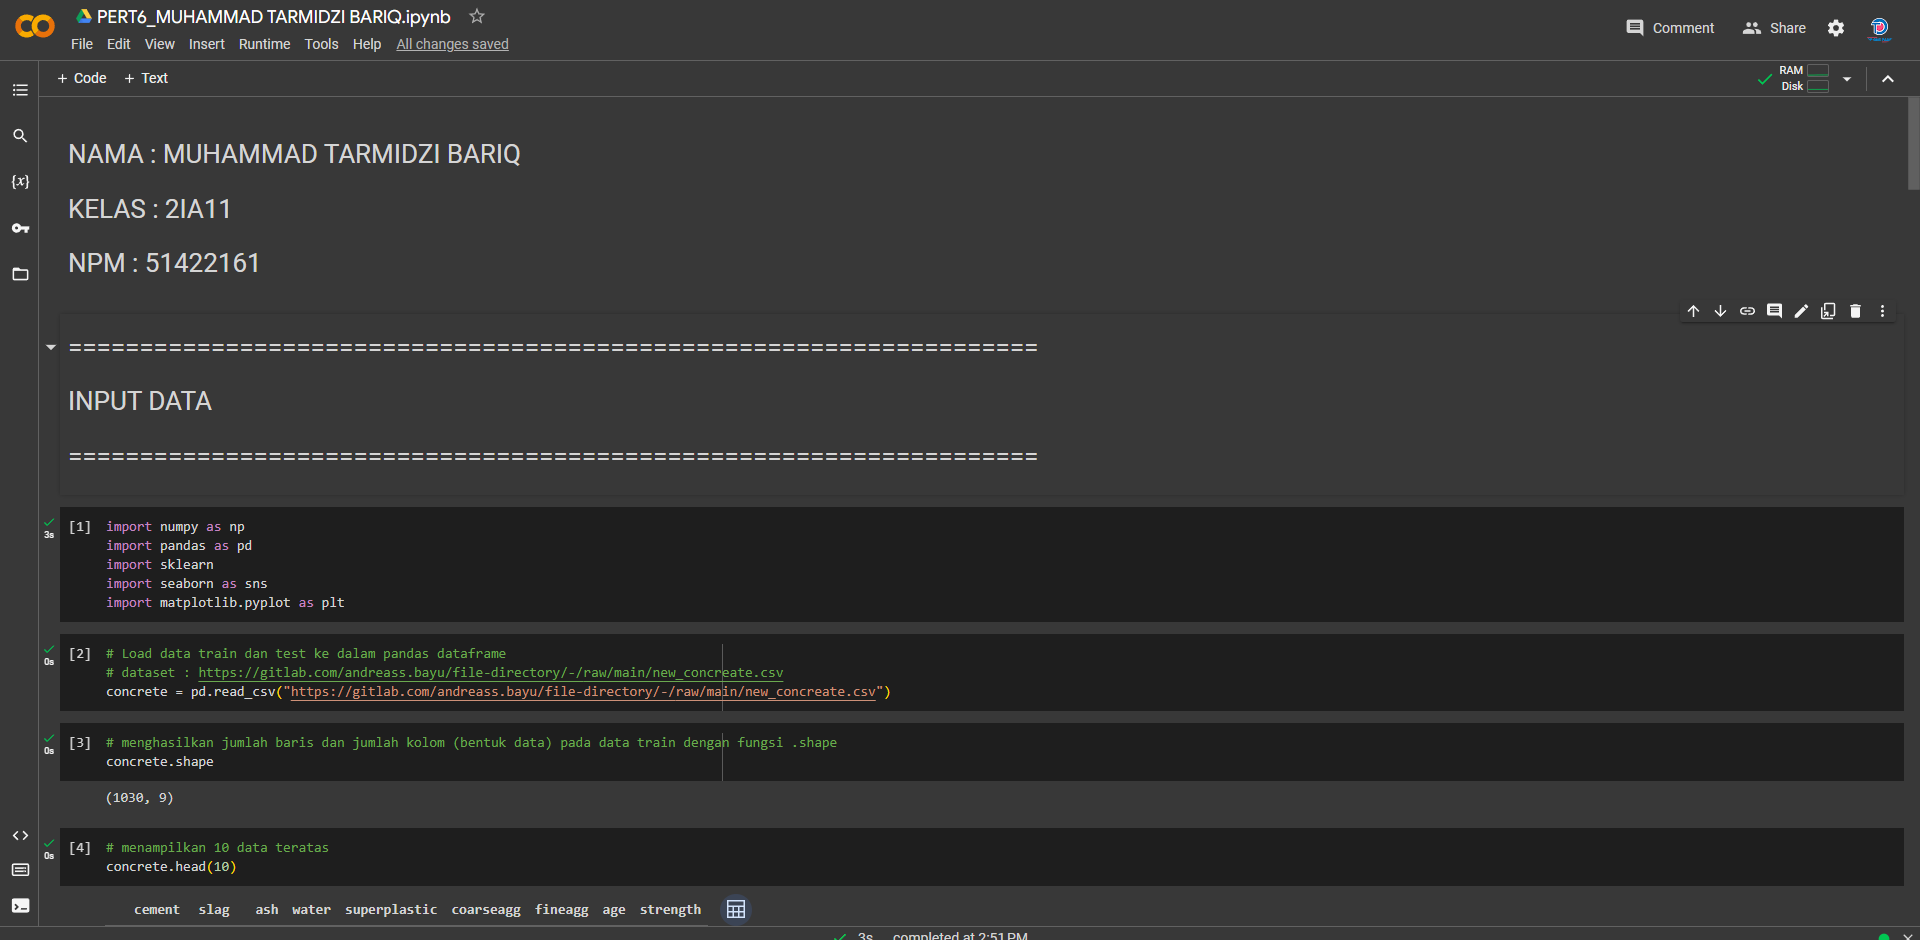 PERT6_MUHAMMAD TARMIDZI BARIQ.ipynb
File Edit View Insert Runtime Tools Help All changes saved
Comment Share
+ Code + Text
RAM
Disk
NAMA : MUHAMMAD TARMIDZI BARIQ
KELAS : 2IA11
NPM : 51422161
====================================================================
INPUT DATA
====================================================================
3s
[1] import numpy as np
import pandas as pd
import sklearn
import seaborn as sns
import matplotlib.pyplot as plt
0s
[2] # Load data train dan test ke dalam pandas dataframe
# dataset : https://gitlab.com/andreass.bayu/file-directory/-/raw/main/new_concreate.csv
concrete = pd.read_csv("https://gitlab.com/andreass.bayu/file-directory/-/raw/main/new_concreate.csv")
0s
[3] # menghasilkan jumlah baris dan jumlah kolom (bentuk data) pada data train dengan fungsi .shape
concrete.shape
(1030, 9)
0s
[4] # menampilkan 10 data teratas
concrete.head(10)
cement slag ash water superplastic coarseagg fineagg age strength
3s completed at 2:51 PM